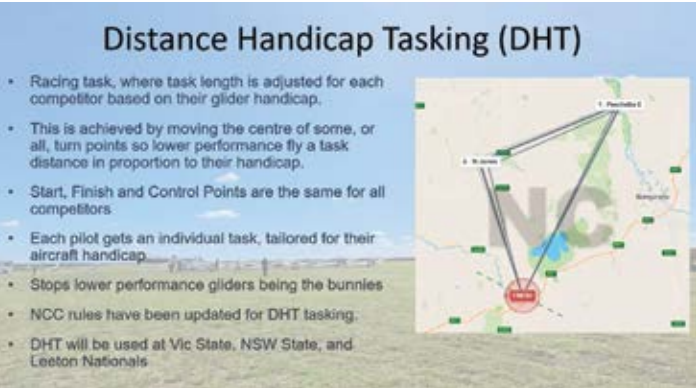 Distance Handicap Tasking (DHT)
• Racing task, where task length is adjusted for each
competitor based on their glider handicap.
• This is achieved by moving the centre of some, or
all, turn points so lower performance fly a task
distance in proportion to their handicap.
• Start, Finish and Control Points are the same for all
competitors
• Each pilot gets an individual task, tailored for their
aircraft handicap
• Stops lower performance gliders being the bunnies
• NCC rules have been updated for DHT tasking.
• DHT will be used at Vic State, NSW State, and
Leeton Nationals
NC